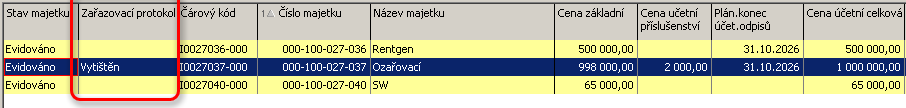 Stav majetku Zařazovací protokol Čárový kód 1 Číslo majetku Název majetku Cena základní Cena účetní příslušenství Plán.konec účet.odpisů Cena účetní celková
Evidováno I0027036-000 000-100-027-036 Rentgen 500 000,00 31.10.2026 500 000,00
Evidováno Vytištěn I0027037-000 000-100-027-037 Ozařovací 998 000,00 2 000,00 31.10.2026 1 000 000,00
Evidováno I0027040-000 000-100-027-040 SW 65 000,00 65 000,00